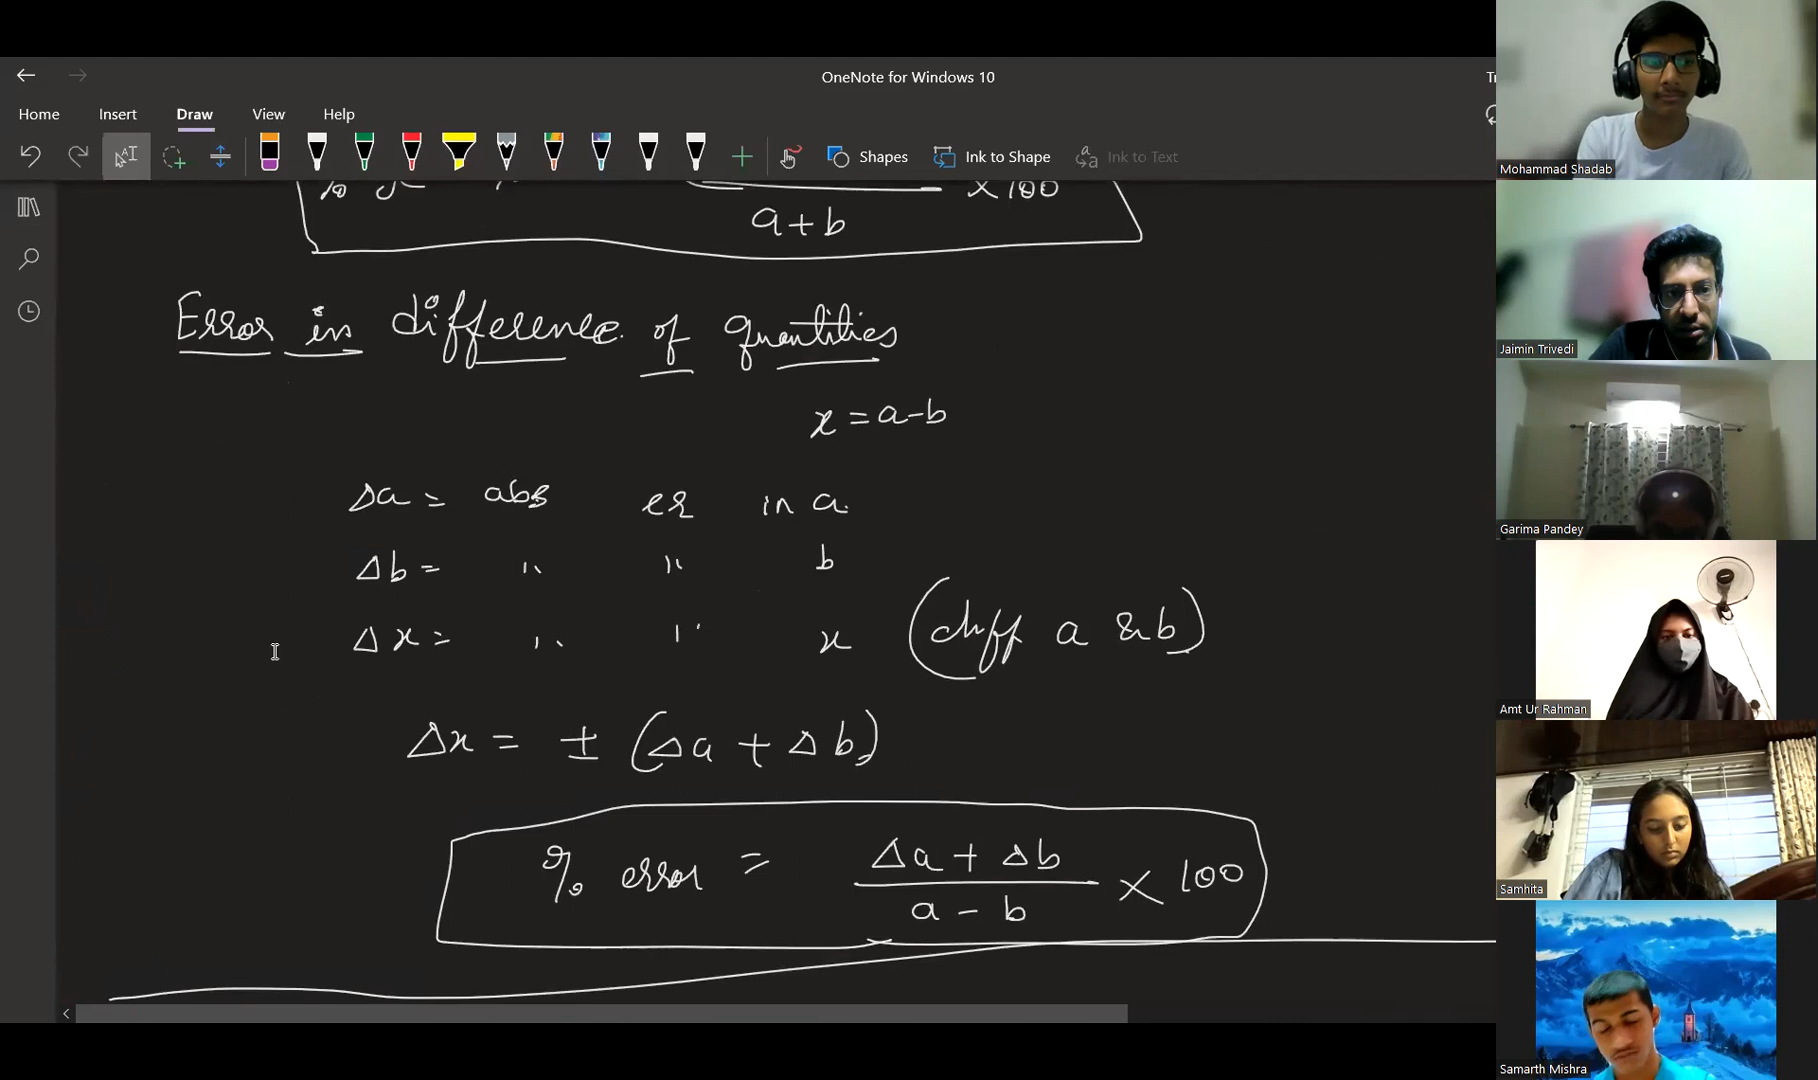 OneNote for Windows 10
Home Insert Draw View Help
Shapes Ink to Shape Ink to Text
× 100
a + b
Error in difference of quantities
x = a - b
Δa = abs er in a.
Δb = " " b
Δx = " " x (diff a & b)
Δx = ± (Δa + Δb)
% error = Δa + Δb / a - b × 100
Mohammad Shadab
Jaimin Trivedi
Garima Pandey
Amt Ur Rahman
Samhita
Samarth Mishra